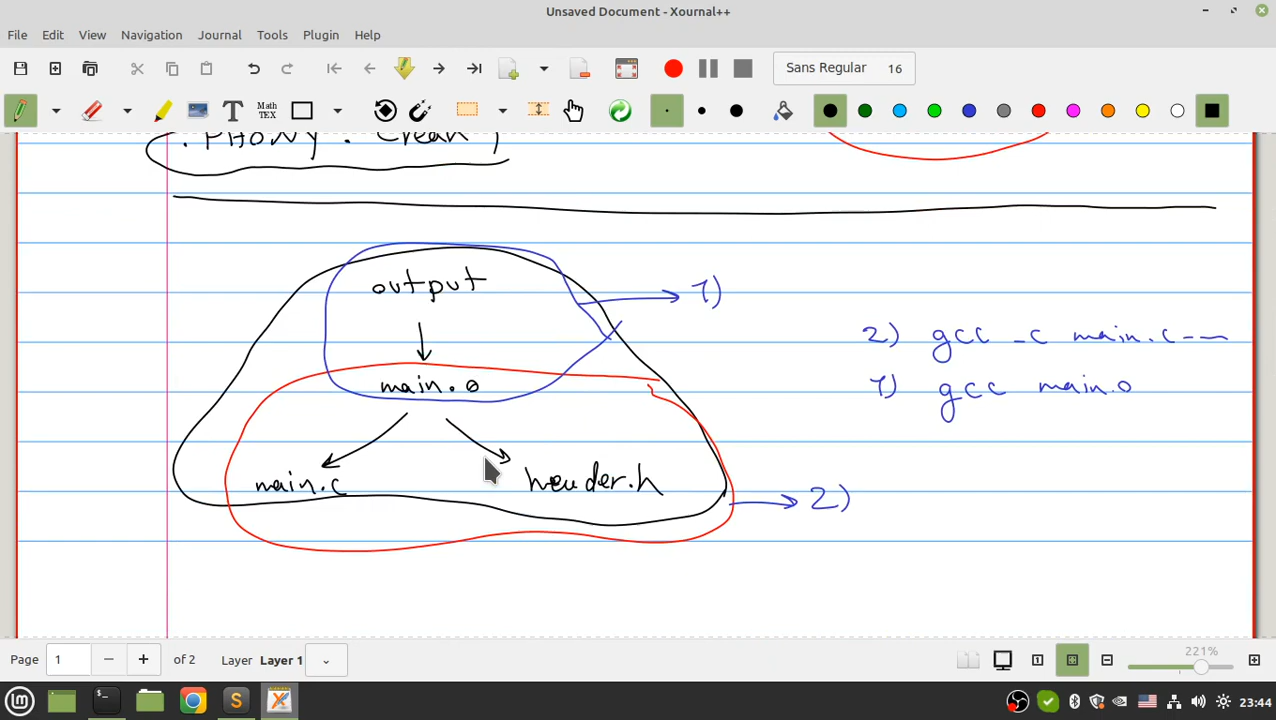 Unsaved Document - Xournal++
File Edit View Navigation Journal Tools Plugin Help
Sans Regular 16
Math
TEX
. PHONY : Clean
output
1)
2) gcc -c main.c ---
main.o
1) gcc main.o
main.c
header.h
2)
Page 1 of 2 Layer Layer 1
221%
23:44